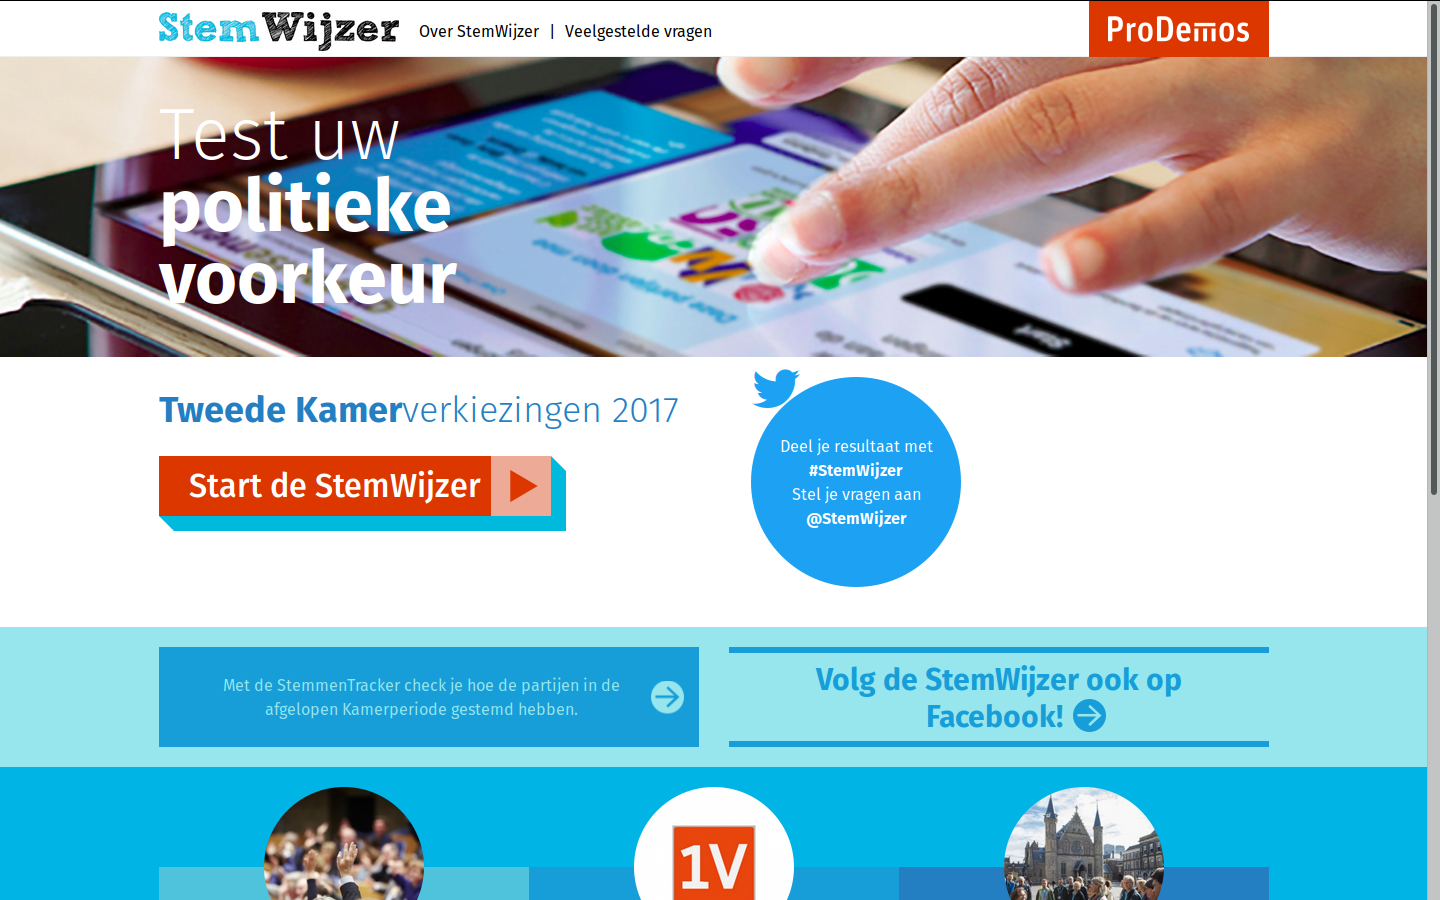 StemWijzer
Over StemWijzer | Veelgestelde vragen
ProDemos
Test uw
politieke
voorkeur
Tweede Kamerverkiezingen 2017
Start de StemWijzer
Deel je resultaat met
#StemWijzer
Stel je vragen aan
@StemWijzer
Met de StemmenTracker check je hoe de partijen in de
afgelopen Kamerperiode gestemd hebben.
Volg de StemWijzer ook op
Facebook!
1V